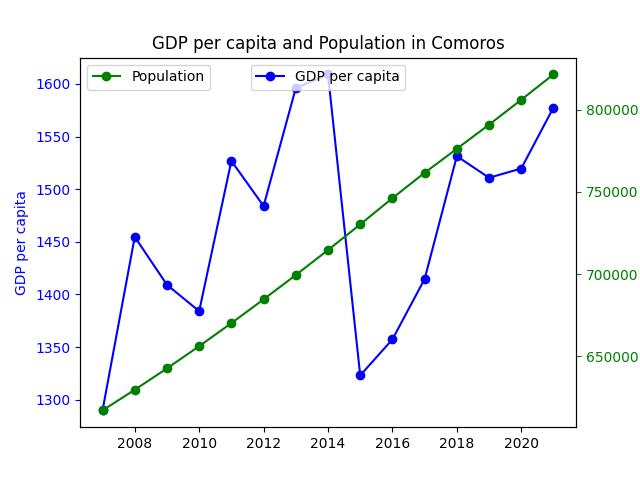 GDP per capita and Population in Comoros
Population
GDP per capita
1600
1550
1500
1450
1400
1350
1300
GDP per capita
800000
750000
700000
650000
2008 2010 2012 2014 2016 2018 2020